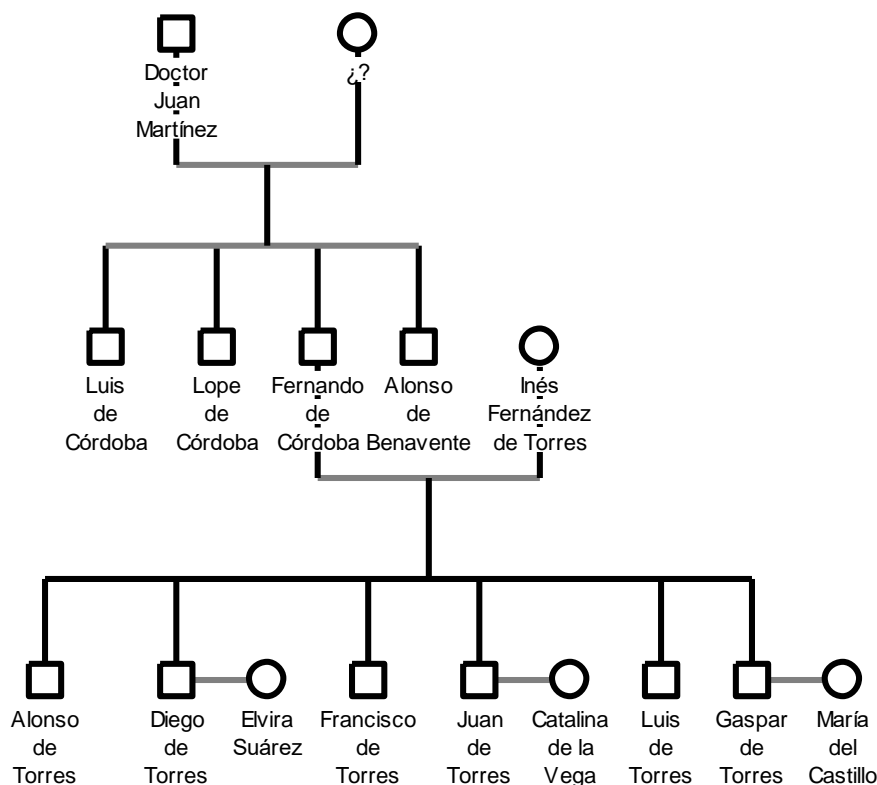 Doctor
Juan
Martínez
¿?
Luis
de
Córdoba
Lope
de
Córdoba
Fernando
de
Córdoba
Alonso
de
Benavente
Inés
Fernández
de Torres
Alonso
de
Torres
Diego
de
Torres
Elvira
Suárez
Francisco
de
Torres
Juan
de
Torres
Catalina
de la
Vega
Luis
de
Torres
Gaspar
de
Torres
María
del
Castillo